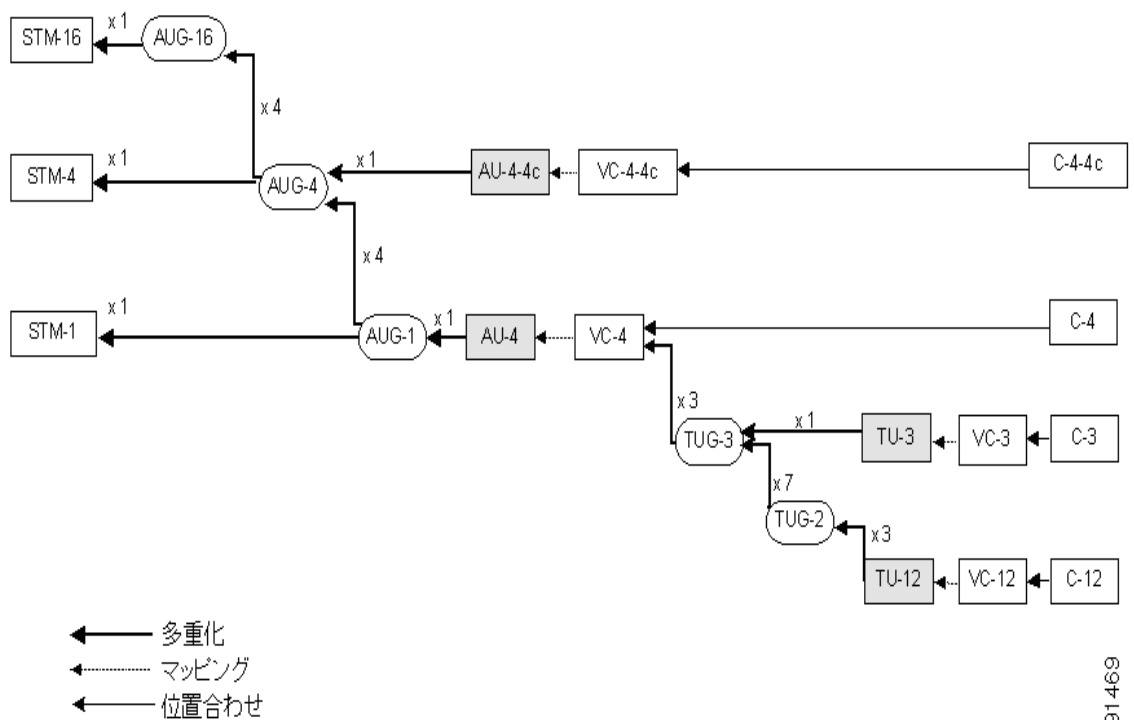 STM-16
x 1
AUG-16
x 4
STM-4
x 1
AUG-4
x 1
AU-4-4c
VC-4-4c
C-4-4c
x 4
STM-1
x 1
AUG-1
x 1
AU-4
VC-4
C-4
x 3
TUG-3
x 1
TU-3
VC-3
C-3
x 7
TUG-2
x 3
TU-12
VC-12
C-12
多重化
マッピング
位置合わせ
91469